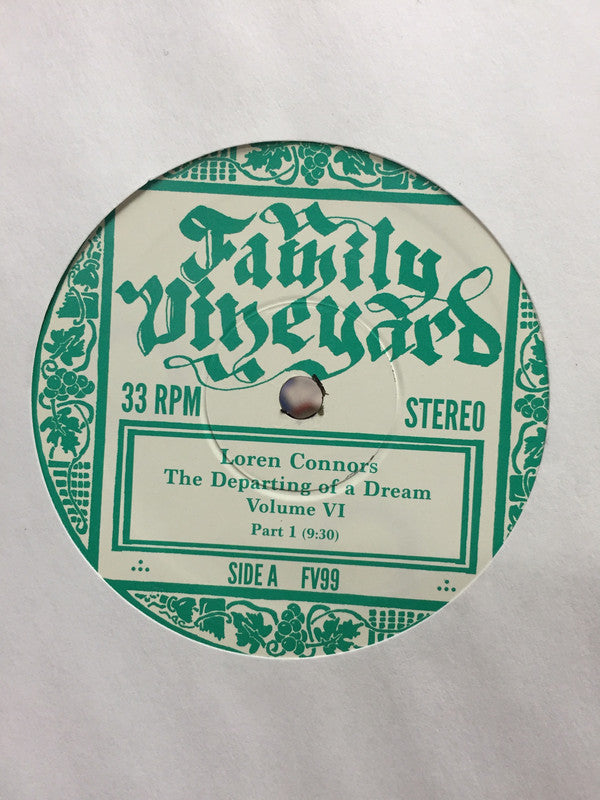 Family
Vineyard
33 RPM
STEREO
Loren Connors
The Departing of a Dream
Volume VI
Part 1 (9:30)
SIDE A FV99